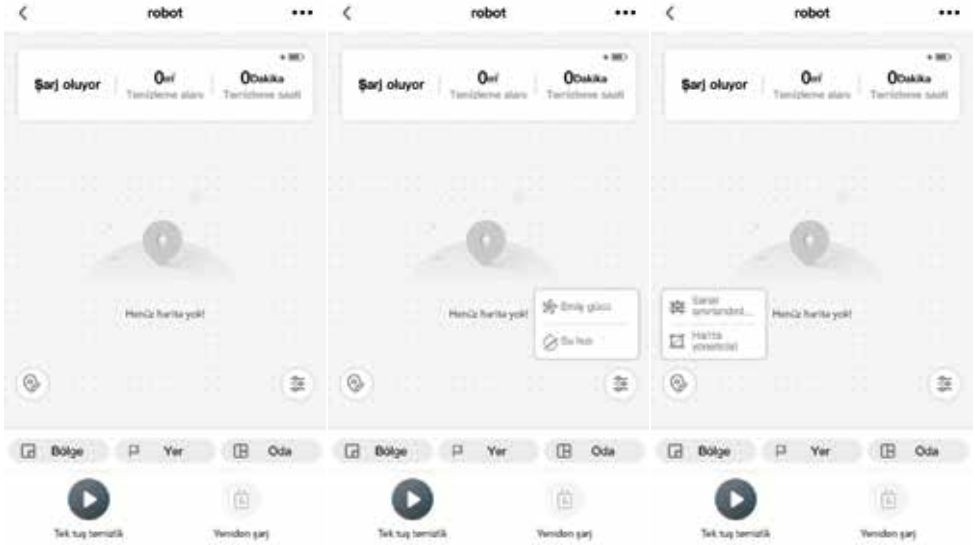 robot
Şarj oluyor
0m²
Temizleme alanı
0Dakika
Temizleme saati
Henüz harita yok!
Bölge
Yer
Oda
Tek tuş temizlik
Yeniden şarj
robot
Şarj oluyor
0m²
Temizleme alanı
0Dakika
Temizleme saati
Henüz harita yok!
Emiş gücü
Su hızı
Bölge
Yer
Oda
Tek tuş temizlik
Yeniden şarj
robot
Şarj oluyor
0m²
Temizleme alanı
0Dakika
Temizleme saati
Sanal
sınırlandırıl...
Harita
yönetimi
Henüz harita yok!
Bölge
Yer
Oda
Tek tuş temizlik
Yeniden şarj